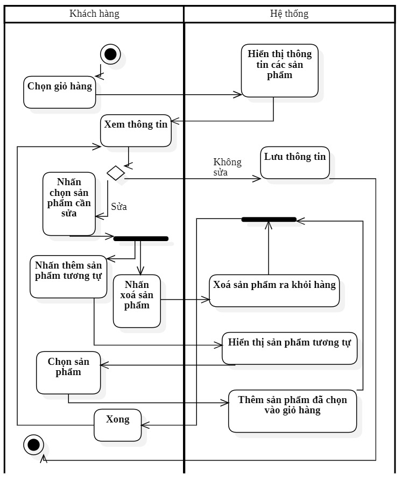 Khách hàng
Hệ thống
Chọn giỏ hàng
Hiển thị thông
tin các sản
phẩm
Xem thông tin
Không
sửa
Lưu thông tin
Nhấn
chọn sản
phẩm cần
sửa
Sửa
Nhấn thêm sản
phẩm tương tự
Nhấn
xoá sản
phẩm
Xoá sản phẩm ra khỏi hàng
Hiển thị sản phẩm tương tự
Chọn sản
phẩm
Thêm sản phẩm đã chọn
vào giỏ hàng
Xong